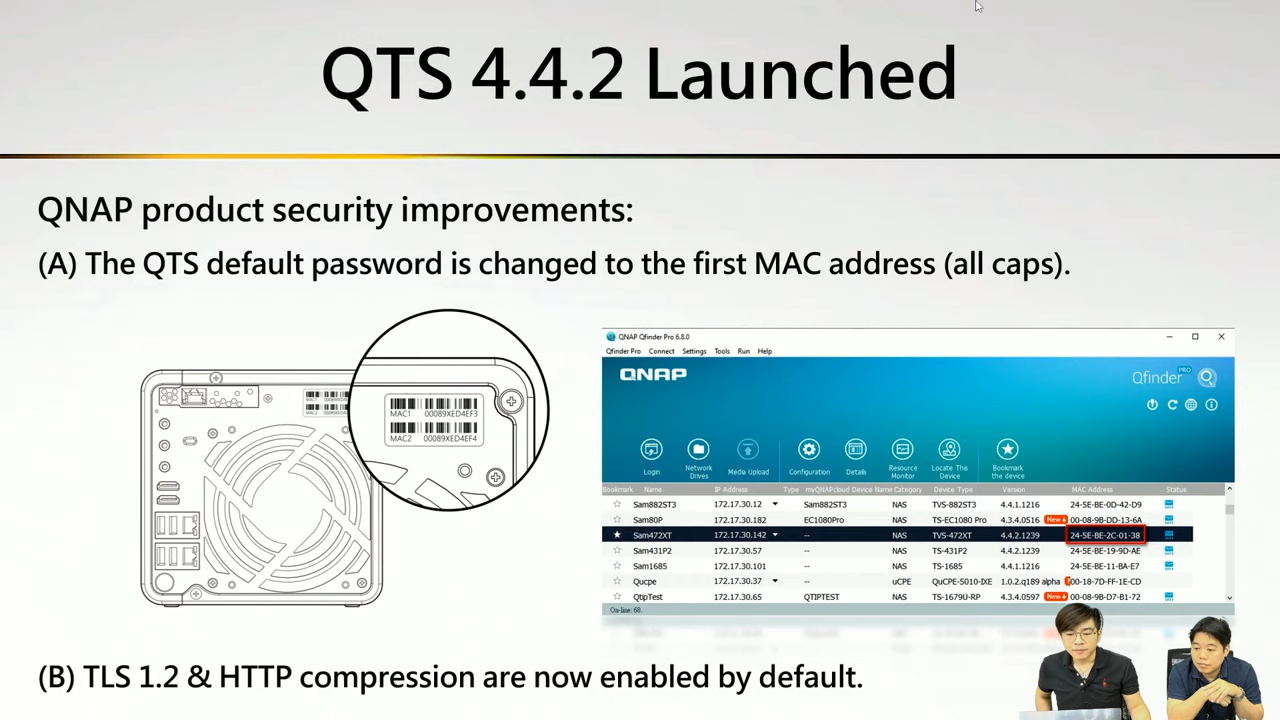 QTS 4.4.2 Launched
QNAP product security improvements:
(A) The QTS default password is changed to the first MAC address (all caps).
MAC1 00089XED4EF3
MAC2 00089XED4EF4
QNAP Qfinder Pro 6.8.0
Qfinder Pro Connect Settings Tools Run Help
QNAP
Qfinder PRO
Login Network Drives Media Upload Configuration Details Resource Monitor Locate This Device Bookmark the device
Bookmark Name IP Address Type myQNAPcloud Device Name Category Device Type Version MAC Address Status
Sam882ST3 172.17.30.12 Sam882ST3 NAS TVS-882ST3 4.4.1.1216 24-5E-BE-0D-42-D9
Sam80P 172.17.30.182 EC1080Pro NAS TS-EC1080 Pro 4.3.4.0516 New 00-08-9B-DD-13-6A
Sam472XT 172.17.30.142 -- NAS TVS-472XT 4.4.2.1239 24-5E-BE-2C-01-38
Sam431P2 172.17.30.57 -- NAS TS-431P2 4.4.2.1239 24-5E-BE-19-9D-AE
Sam1685 172.17.30.101 -- NAS TS-1685 4.4.2.1239 24-5E-BE-11-BA-E7
Qucpe 172.17.30.37 -- uCPE QuCPE-5010-IXE 1.0.2.q189 alpha 00-18-7D-FF-1E-CD
QtipTest 172.17.30.65 QTIPTEST NAS TS-1679U-RP 4.3.4.0597 New 00-08-9B-D7-B1-72
On-line: 68.
(B) TLS 1.2 & HTTP compression are now enabled by default.